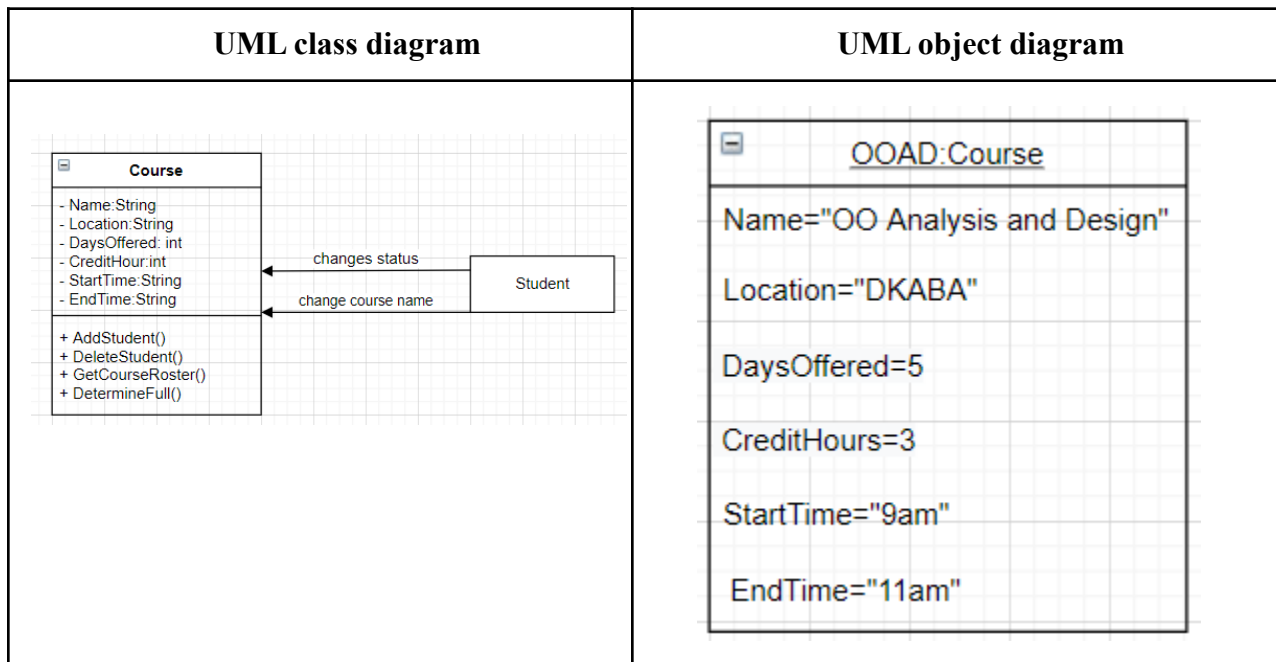 UML class diagram
UML object diagram
Course
- Name:String
- Location:String
- DaysOffered: int
- CreditHour:int
- StartTime:String
- EndTime:String
+ AddStudent()
+ DeleteStudent()
+ GetCourseRoster()
+ DetermineFull()
changes status
change course name
Student
OOAD:Course
Name="OO Analysis and Design"
Location="DKABA"
DaysOffered=5
CreditHours=3
StartTime="9am"
EndTime="11am"